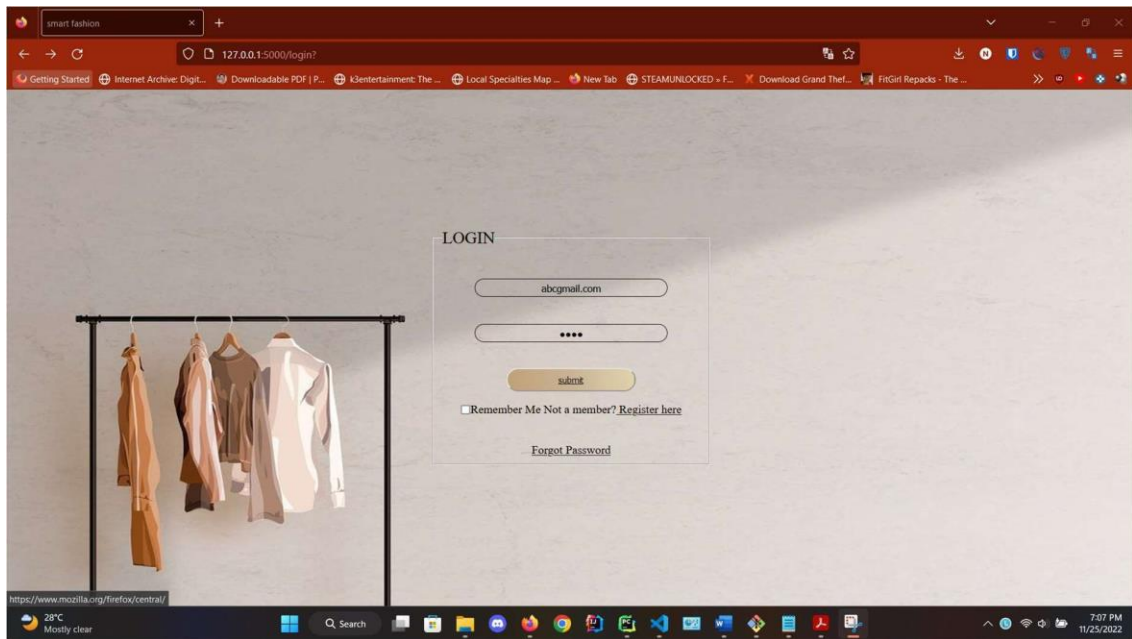 smart fashion
127.0.0.1:5000/login?
Getting Started Internet Archive: Digit... Downloadable PDF | P... k3entertainment: The ... Local Specialties Map ... New Tab STEAMUNLOCKED » F... Download Grand Thef... FitGirl Repacks - The ...
LOGIN
abcgmail.com
••••
submit
Remember Me Not a member? Register here
Forgot Password
https://www.mozilla.org/firefox/central/
28°C
Mostly clear
Search
7:07 PM
11/25/2022